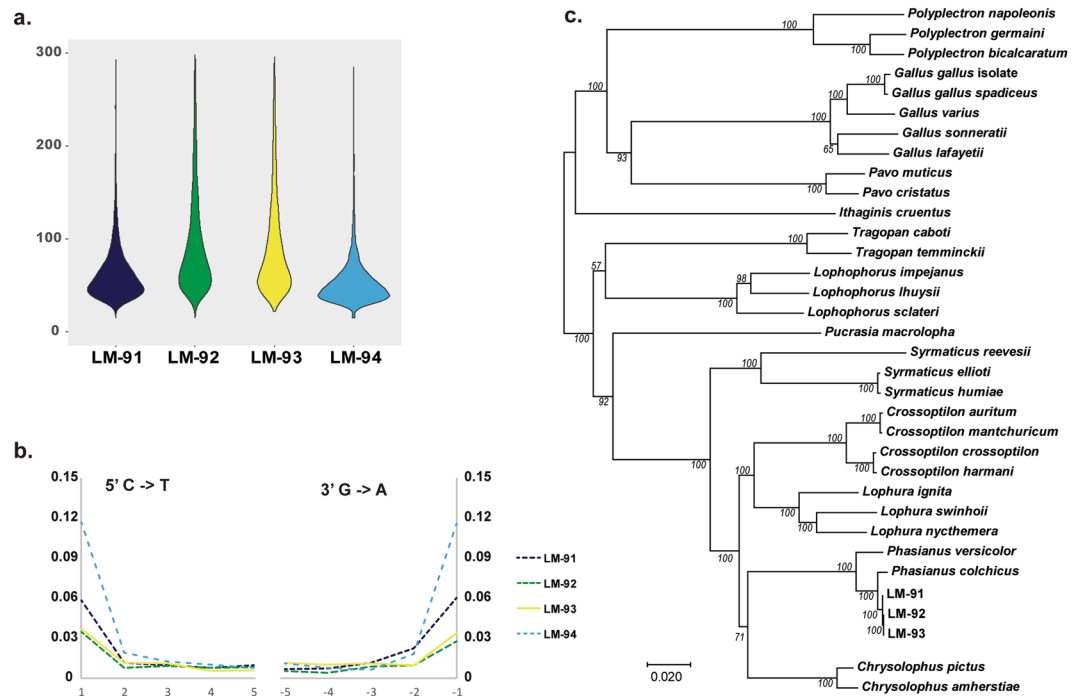 a.
300
200
100
0
LM-91 LM-92 LM-93 LM-94
b.
5' C -> T 3' G -> A
0.15 0.15
0.12 0.12
0.09 0.09
0.06 0.06
0.03 0.03
0 0
1 2 3 4 5 -5 -4 -3 -2 -1
LM-91
LM-92
LM-93
LM-94
c.
Polyplectron napoleonis
100
Polyplectron germaini
100
Polyplectron bicalcaratum
100
Gallus gallus isolate
100
Gallus gallus spadiceus
100
Gallus varius
100
Gallus sonneratii
65
Gallus lafayetii
93
Pavo muticus
100
Pavo cristatus
Ithaginis cruentus
Tragopan caboti
100
Tragopan temminckii
57
Lophophorus impejanus
98
Lophophorus lhuysii
100
Lophophorus sclateri
100
Pucrasia macrolopha
Syrmaticus reevesii
100
Syrmaticus ellioti
100
Syrmaticus humiae
92
Crossoptilon auritum
100
Crossoptilon mantchuricum
100
Crossoptilon crossoptilon
100
Crossoptilon harmani
100
100
Lophura ignita
100
Lophura swinhoii
100
Lophura nycthemera
100
Phasianus versicolor
100
Phasianus colchicus
100
LM-91
100
LM-92
100
LM-93
71
Chrysolophus pictus
100
Chrysolophus amherstiae
0.020